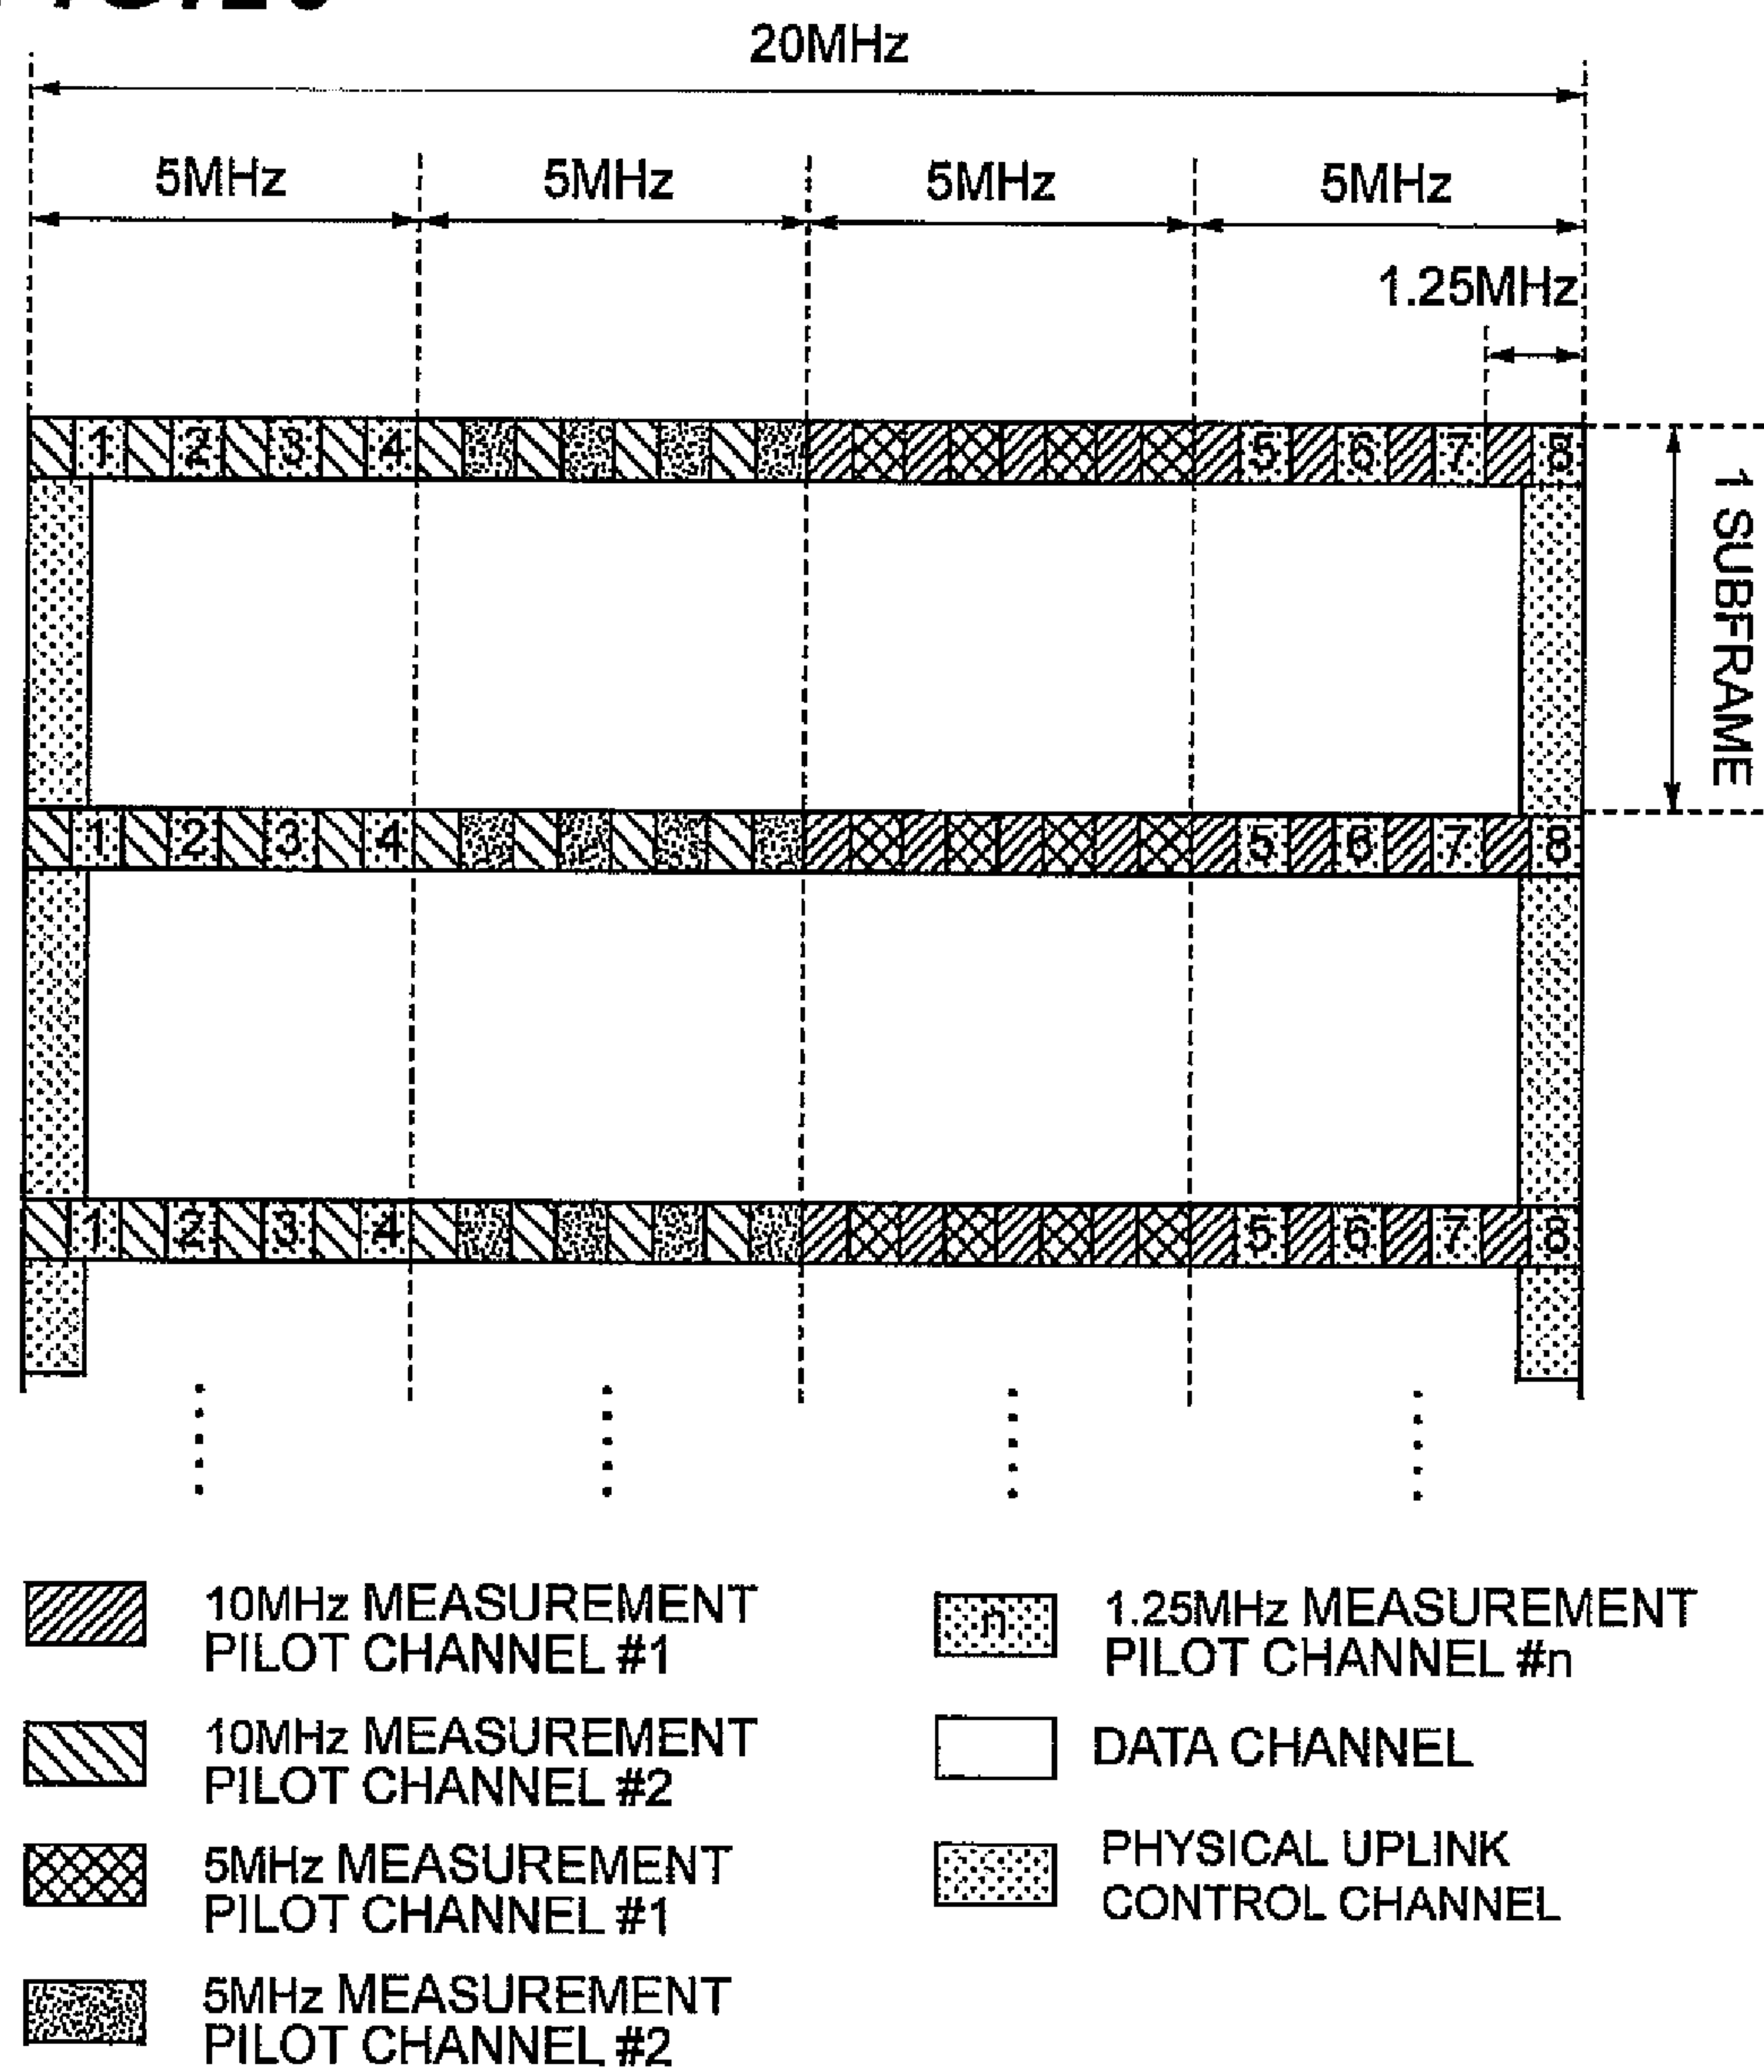 20MHz
5MHz 5MHz 5MHz 5MHz
1.25MHz
1 2 3 4 5 6 7 8
1 SUBFRAME
1 2 3 4 5 6 7 8
1 2 3 4 5 6 7 8
10MHz MEASUREMENT
PILOT CHANNEL #1
10MHz MEASUREMENT
PILOT CHANNEL #2
5MHz MEASUREMENT
PILOT CHANNEL #1
5MHz MEASUREMENT
PILOT CHANNEL #2
n
1.25MHz MEASUREMENT
PILOT CHANNEL #n
DATA CHANNEL
PHYSICAL UPLINK
CONTROL CHANNEL